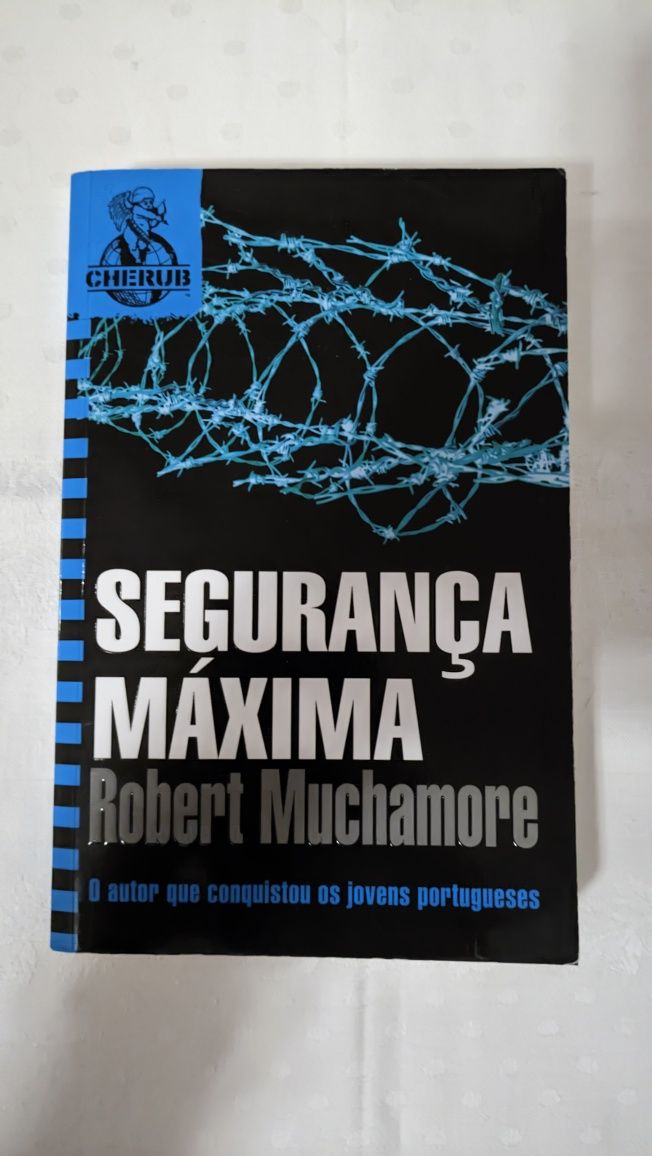 CHERUB
SEGURANÇA
MÁXIMA
Robert Muchamore
O autor que conquistou os jovens portugueses